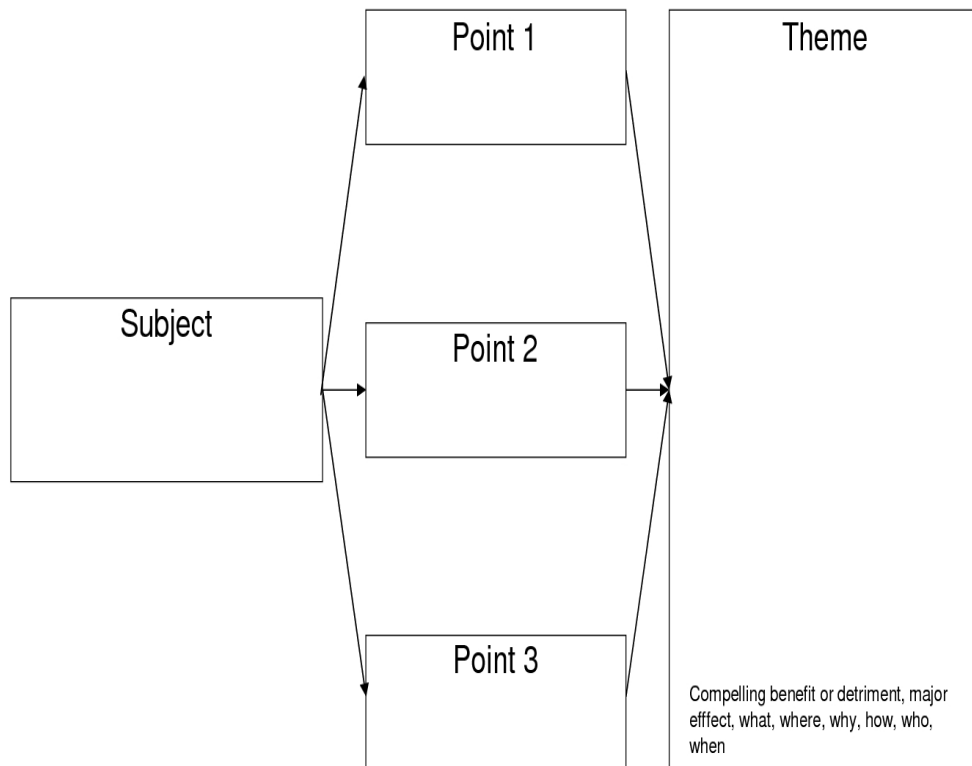 Subject
Point 1
Point 2
Point 3
Theme
Compelling benefit or detriment, major
efffect, what, where, why, how, who,
when